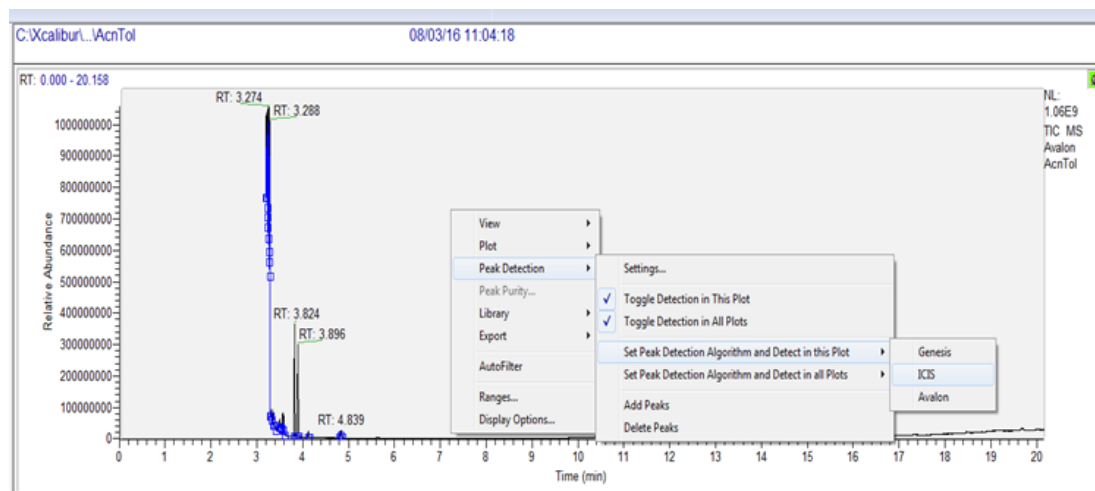 C:\Xcalibur\...\AcnTol 08/03/16 11:04:18
RT: 0.000 - 20.158
NL:
1.06E9
TIC MS
Avalon
AcnTol
RT: 3.274
RT: 3.288
RT: 3.824
RT: 3.896
RT: 4.839
Relative Abundance
1000000000
900000000
800000000
700000000
600000000
500000000
400000000
300000000
200000000
100000000
0
0 1 2 3 4 5 6 7 8 9 10 11 12 13 14 15 16 17 18 19 20
Time (min)
View
Plot
Peak Detection
Peak Purity...
Library
Export
AutoFilter
Ranges...
Display Options...
Settings...
Toggle Detection in This Plot
Toggle Detection in All Plots
Set Peak Detection Algorithm and Detect in this Plot
Set Peak Detection Algorithm and Detect in all Plots
Add Peaks
Delete Peaks
Genesis
ICIS
Avalon